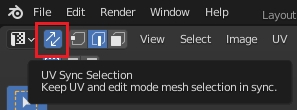 File Edit Render Window Help
Layout
View Select Image UV
UV Sync Selection
Keep UV and edit mode mesh selection in sync.